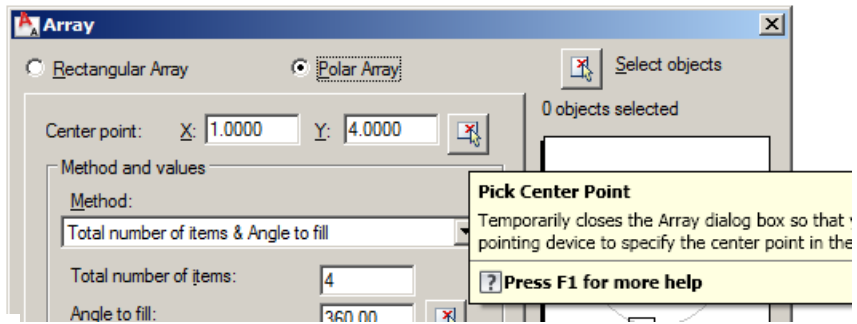 Array
Rectangular Array
Polar Array
Select objects
0 objects selected
Center point: X: 1.0000 Y: 4.0000
Method and values
Method:
Total number of items & Angle to fill
Pick Center Point
Temporarily closes the Array dialog box so that
pointing device to specify the center point in the
? Press F1 for more help
Total number of items: 4
Angle to fill: 360.00